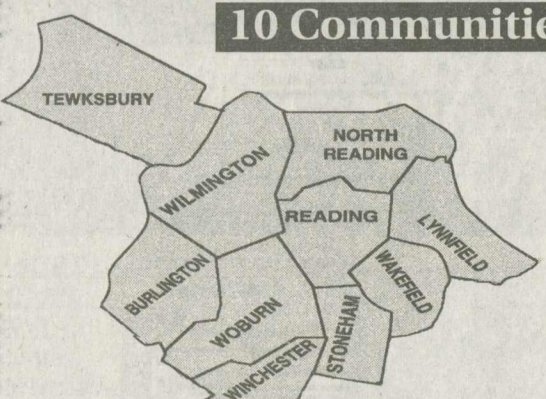 10 Communitie
TEWKSBURY
WILMINGTON
NORTH
READING
READING
LYNNFIELD
BURLINGTON
WAKEFIELD
WOBURN
STONEHAM
WINCHESTER